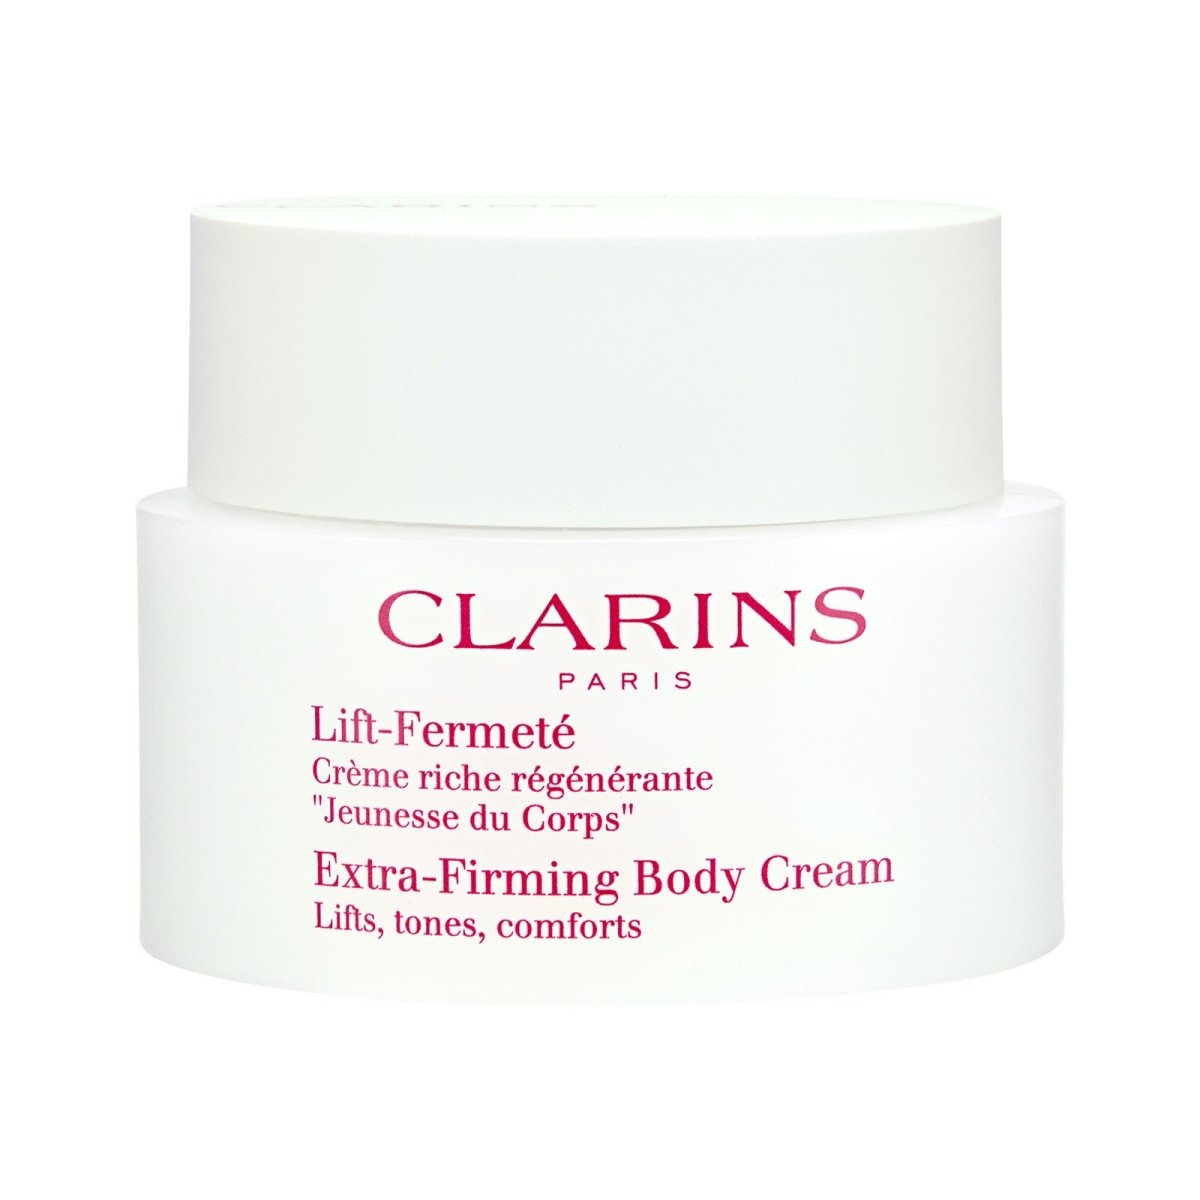 CLARINS
PARIS
Lift-Fermeté
Crème riche régénérante
"Jeunesse du Corps"
Extra-Firming Body Cream
Lifts, tones, comforts